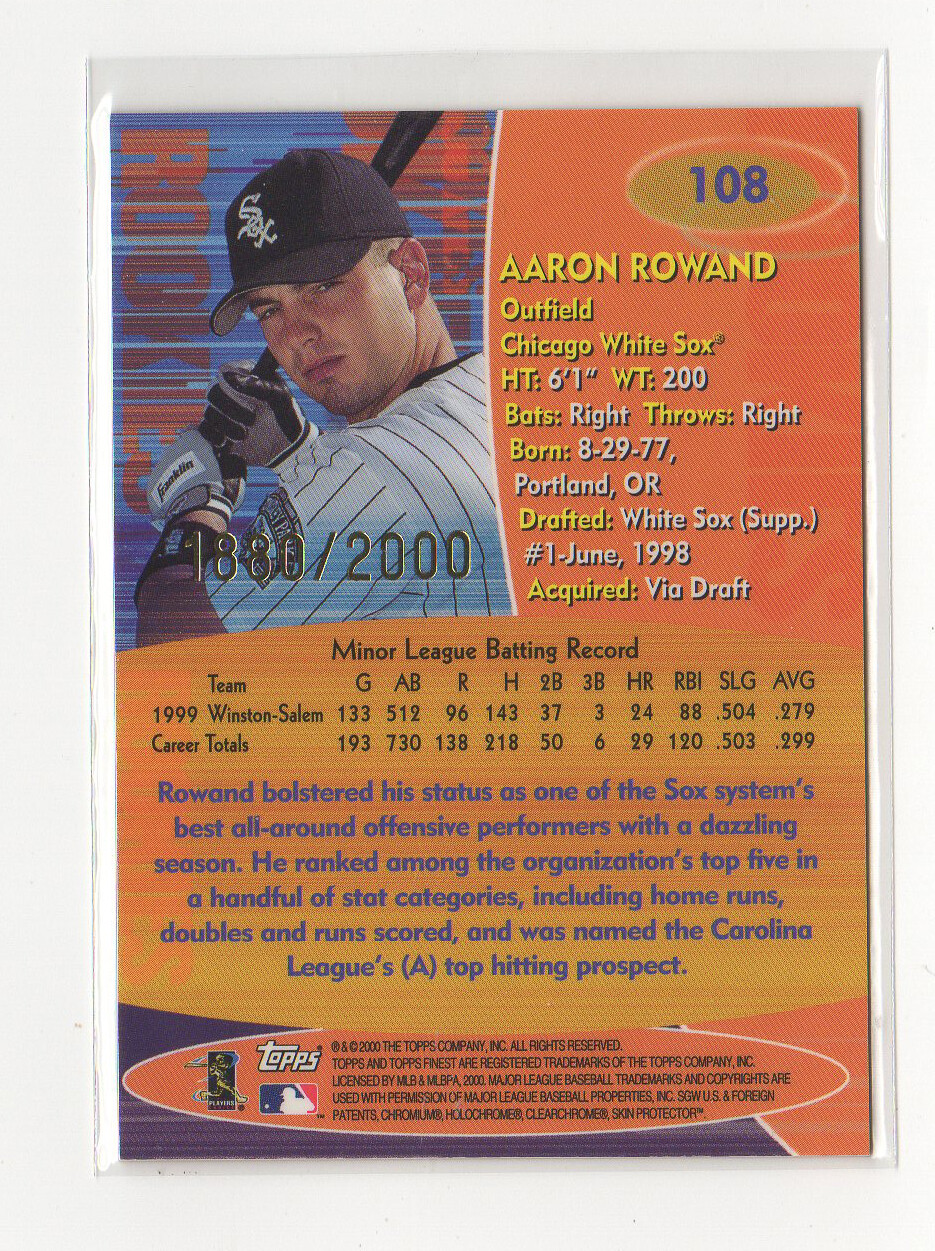 108
AARON ROWAND
Outfield
Chicago White Sox®
HT: 6'1" WT: 200
Bats: Right Throws: Right
Born: 8-29-77,
Portland, OR
Drafted: White Sox (Supp.)
#1-June, 1998
Acquired: Via Draft
ROOKIES
Sox
Franklin
1880/2000
Minor League Batting Record
Team G AB R H 2B 3B HR RBI SLG AVG
1999 Winston-Salem 133 512 96 143 37 3 24 88 .504 .279
Career Totals 193 730 138 218 50 6 29 120 .503 .299
Rowand bolstered his status as one of the Sox system's
best all-around offensive performers with a dazzling
season. He ranked among the organization's top five in
a handful of stat categories, including home runs,
doubles and runs scored, and was named the Carolina
League's (A) top hitting prospect.
PLAYERS
TOPPS®
®&©2000 THE TOPPS COMPANY, INC. ALL RIGHTS RESERVED.
TOPPS AND TOPPS FINEST ARE REGISTERED TRADEMARKS OF THE TOPPS COMPANY, INC.
LICENSED BY MLB & MLBPA, 2000. MAJOR LEAGUE BASEBALL TRADEMARKS AND COPYRIGHTS ARE
USED WITH PERMISSION OF MAJOR LEAGUE BASEBALL PROPERTIES, INC. SGW U.S. & FOREIGN
PATENTS, CHROMIUM®, HOLOCHROME®, CLEARCHROME®, SKIN PROTECTOR™.